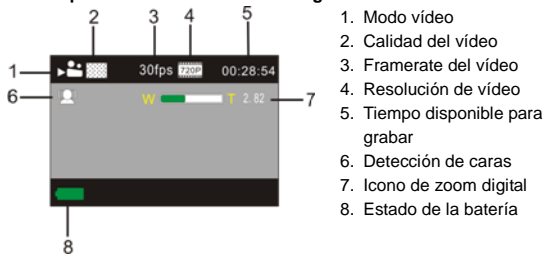 2 3 4 5
1 30fps 720P 00:28:54
6 W T 2.82 7
8
1. Modo vídeo
2. Calidad del vídeo
3. Framerate del vídeo
4. Resolución de vídeo
5. Tiempo disponible para
grabar
6. Detección de caras
7. Icono de zoom digital
8. Estado de la batería